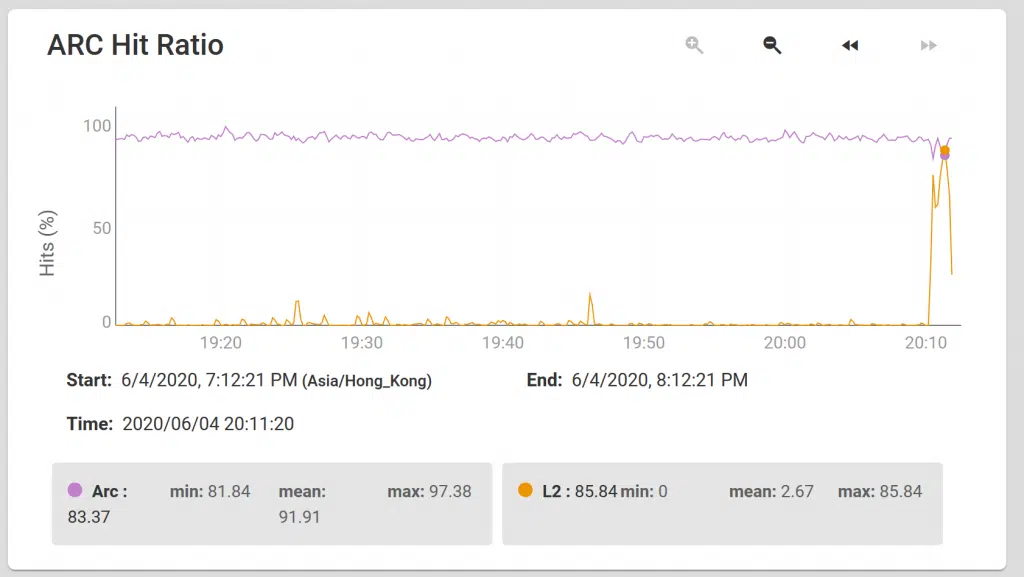 ARC Hit Ratio
100
50
0
Hits (%)
19:20 19:30 19:40 19:50 20:00 20:10
Start: 6/4/2020, 7:12:21 PM (Asia/Hong_Kong) End: 6/4/2020, 8:12:21 PM
Time: 2020/06/04 20:11:20
Arc : min: 81.84 mean: max: 97.38
83.37 91.91
L2 : 85.84 min: 0 mean: 2.67 max: 85.84